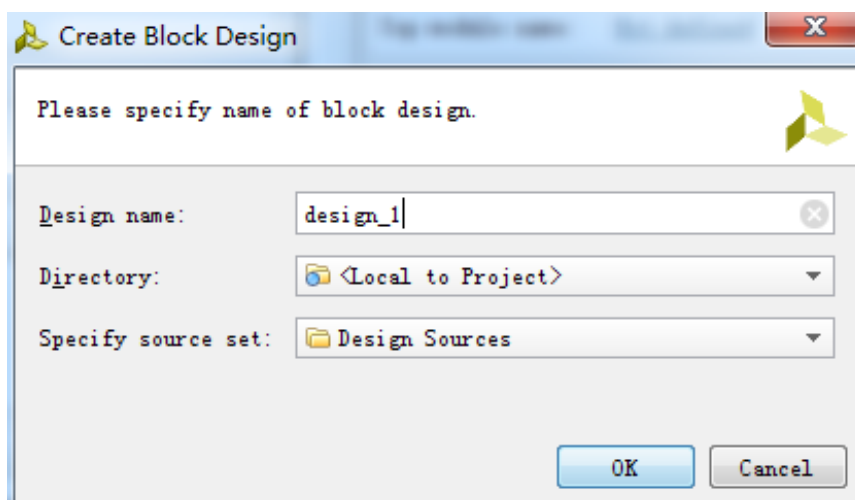 Create Block Design
Please specify name of block design.
Design name: design_1
Directory: <Local to Project>
Specify source set: Design Sources
OK Cancel